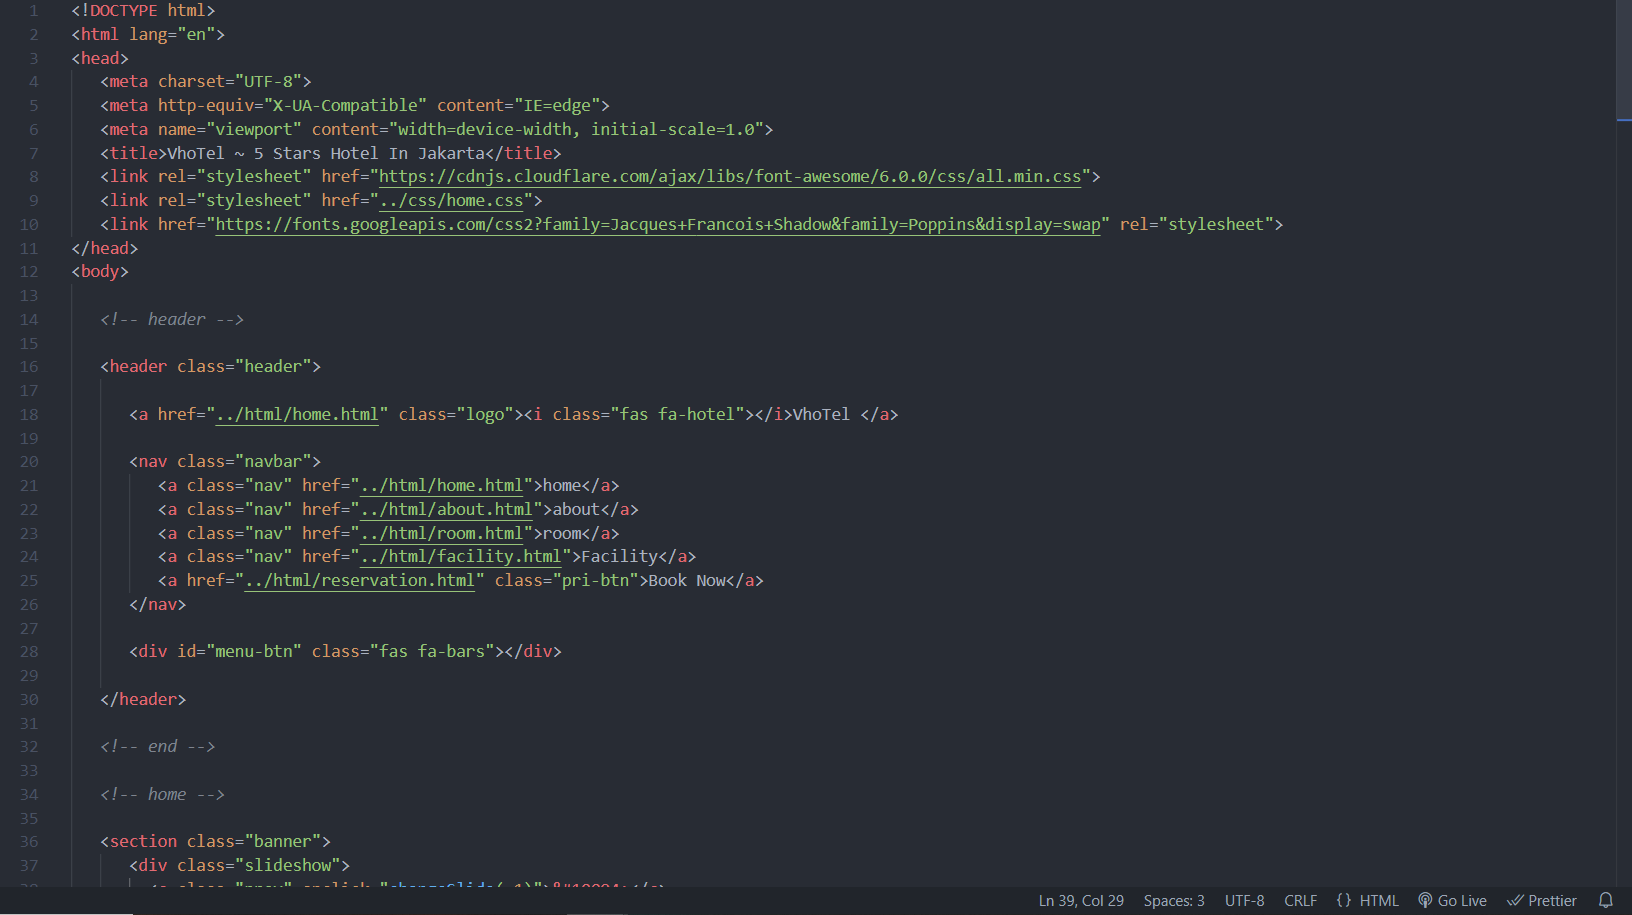 1 <!DOCTYPE html>
2 <html lang="en">
3 <head>
4 <meta charset="UTF-8">
5 <meta http-equiv="X-UA-Compatible" content="IE=edge">
6 <meta name="viewport" content="width=device-width, initial-scale=1.0">
7 <title>VhoTel ~ 5 Stars Hotel In Jakarta</title>
8 <link rel="stylesheet" href="https://cdnjs.cloudflare.com/ajax/libs/font-awesome/6.0.0/css/all.min.css">
9 <link rel="stylesheet" href="../css/home.css">
10 <link href="https://fonts.googleapis.com/css2?family=Jacques+Francois+Shadow&family=Poppins&display=swap" rel="stylesheet">
11 </head>
12 <body>
13
14 <!-- header -->
15
16 <header class="header">
17
18 <a href="../html/home.html" class="logo"><i class="fas fa-hotel"></i>VhoTel </a>
19
20 <nav class="navbar">
21 <a class="nav" href="../html/home.html">home</a>
22 <a class="nav" href="../html/about.html">about</a>
23 <a class="nav" href="../html/room.html">room</a>
24 <a class="nav" href="../html/facility.html">Facility</a>
25 <a href="../html/reservation.html" class="pri-btn">Book Now</a>
26 </nav>
27
28 <div id="menu-btn" class="fas fa-bars"></div>
29
30 </header>
31
32 <!-- end -->
33
34 <!-- home -->
35
36 <section class="banner">
37 <div class="slideshow">
Ln 39, Col 29 Spaces: 3 UTF-8 CRLF {} HTML Go Live Prettier